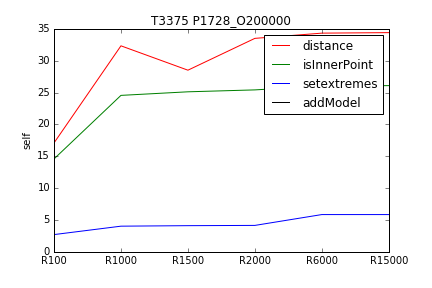 T3375 P1728_O200000
35
30
25
20
15
10
5
0
self
distance
isInnerPoint
setextremes
addModel
R100 R1000 R1500 R2000 R6000 R15000